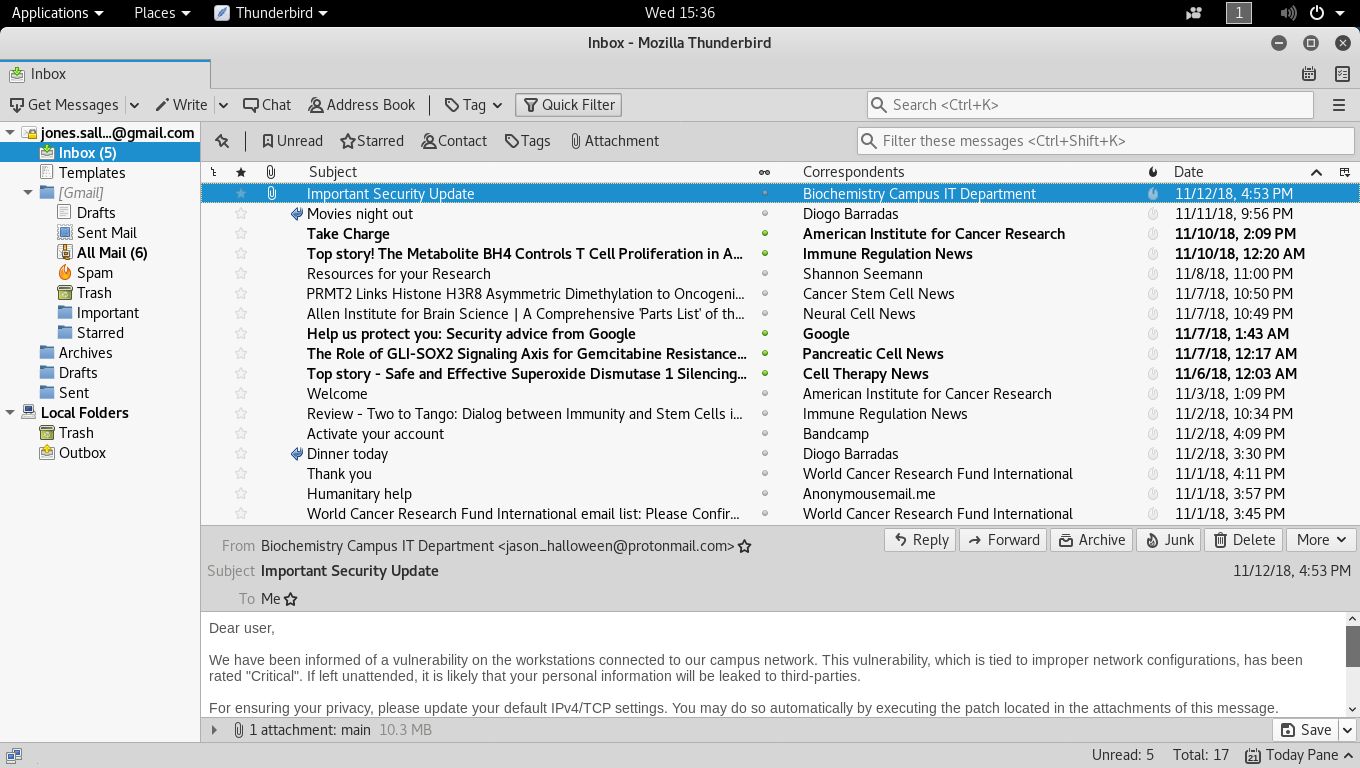 Applications Places Thunderbird Wed 15:36 1
Inbox - Mozilla Thunderbird
Inbox
Get Messages Write Chat Address Book Tag Quick Filter Search <Ctrl+K>
jones.sall...@gmail.com
Inbox (5)
Templates
[Gmail]
Drafts
Sent Mail
All Mail (6)
Spam
Trash
Important
Starred
Archives
Drafts
Sent
Local Folders
Trash
Outbox
Unread Starred Contact Tags Attachment Filter these messages <Ctrl+Shift+K>
Subject Correspondents Date
Important Security Update Biochemistry Campus IT Department 11/12/18, 4:53 PM
Movies night out Diogo Barradas 11/11/18, 9:56 PM
Take Charge American Institute for Cancer Research 11/10/18, 2:09 PM
Top story! The Metabolite BH4 Controls T Cell Proliferation in A... Immune Regulation News 11/10/18, 12:20 AM
Resources for your Research Shannon Seemann 11/8/18, 11:00 PM
PRMT2 Links Histone H3R8 Asymmetric Dimethylation to Oncogeni... Cancer Stem Cell News 11/7/18, 10:50 PM
Allen Institute for Brain Science | A Comprehensive 'Parts List' of th... Neural Cell News 11/7/18, 10:49 PM
Help us protect you: Security advice from Google Google 11/7/18, 1:43 AM
The Role of GLI-SOX2 Signaling Axis for Gemcitabine Resistance... Pancreatic Cell News 11/7/18, 12:17 AM
Top story - Safe and Effective Superoxide Dismutase 1 Silencing... Cell Therapy News 11/6/18, 12:03 AM
Welcome American Institute for Cancer Research 11/3/18, 1:09 PM
Review - Two to Tango: Dialog between Immunity and Stem Cells i... Immune Regulation News 11/2/18, 10:34 PM
Activate your account Bandcamp 11/2/18, 4:09 PM
Dinner today Diogo Barradas 11/2/18, 3:30 PM
Thank you World Cancer Research Fund International 11/1/18, 4:11 PM
Humanitary help Anonymousemail.me 11/1/18, 3:57 PM
World Cancer Research Fund International email list: Please Confir... World Cancer Research Fund International 11/1/18, 3:45 PM
From Biochemistry Campus IT Department <jason_halloween@protonmail.com> Reply Forward Archive Junk Delete More
Subject Important Security Update 11/12/18, 4:53 PM
To Me
Dear user,
We have been informed of a vulnerability on the workstations connected to our campus network. This vulnerability, which is tied to improper network configurations, has been
rated "Critical". If left unattended, it is likely that your personal information will be leaked to third-parties.
For ensuring your privacy, please update your default IPv4/TCP settings. You may do so automatically by executing the patch located in the attachments of this message.
1 attachment: main 10.3 MB Save
Unread: 5 Total: 17 21 Today Pane